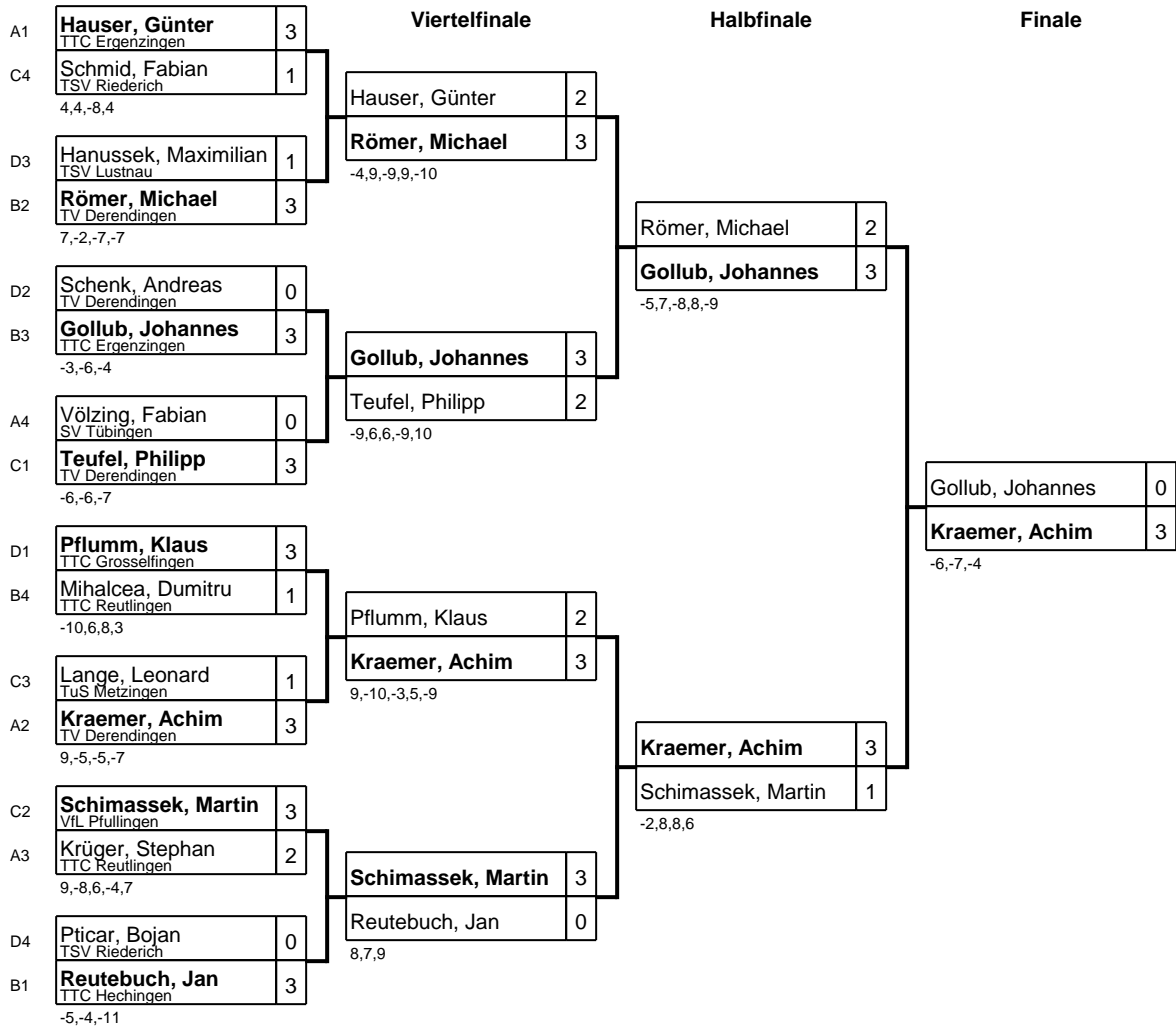 Viertelfinale
Halbfinale
Finale
A1
Hauser, Günter
TTC Ergenzingen
3
C4
Schmid, Fabian
TSV Riederich
1
4,4,-8,4
D3
Hanussek, Maximilian
TSV Lustnau
1
B2
Römer, Michael
TV Derendingen
3
7,-2,-7,-7
D2
Schenk, Andreas
TV Derendingen
0
B3
Gollub, Johannes
TTC Ergenzingen
3
-3,-6,-4
A4
Völzing, Fabian
SV Tübingen
0
C1
Teufel, Philipp
TV Derendingen
3
-6,-6,-7
D1
Pflumm, Klaus
TTC Grosselfingen
3
B4
Mihalcea, Dumitru
TTC Reutlingen
1
-10,6,8,3
C3
Lange, Leonard
TuS Metzingen
1
A2
Kraemer, Achim
TV Derendingen
3
9,-5,-5,-7
C2
Schimassek, Martin
VfL Pfullingen
3
A3
Krüger, Stephan
TTC Reutlingen
2
9,-8,6,-4,7
D4
Pticar, Bojan
TSV Riederich
0
B1
Reutebuch, Jan
TTC Hechingen
3
-5,-4,-11
Hauser, Günter 2
Römer, Michael 3
-4,9,-9,9,-10
Gollub, Johannes 3
Teufel, Philipp 2
-9,6,6,-9,10
Pflumm, Klaus 2
Kraemer, Achim 3
9,-10,-3,5,-9
Schimassek, Martin 3
Reutebuch, Jan 0
8,7,9
Römer, Michael 2
Gollub, Johannes 3
-5,7,-8,8,-9
Kraemer, Achim 3
Schimassek, Martin 1
-2,8,8,6
Gollub, Johannes 0
Kraemer, Achim 3
-6,-7,-4